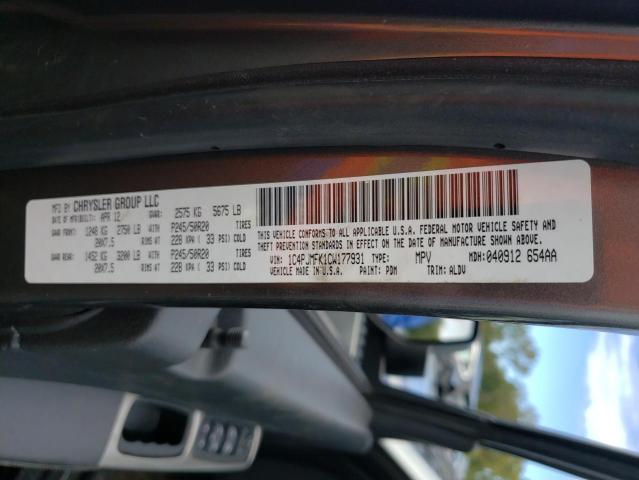 MFD BY CHRYSLER GROUP LLC
DATE OF MFR/BUILT: APR 12 GVWR: 2575 KG 5675 LB
GAWR FRONT: 1248 KG 2750 LB P245/50R20 TIRES
20X7.5 RIMS AT 228 KPA ( 33 PSI) COLD
GAWR REAR: 1452 KG 3200 LB P245/50R20 TIRES
20X7.5 RIMS AT 228 KPA ( 33 PSI) COLD
THIS VEHICLE CONFORMS TO ALL APPLICABLE U.S.A. FEDERAL MOTOR VEHICLE SAFETY AND
THEFT PREVENTION STANDARDS IN EFFECT ON THE DATE OF MANUFACTURE SHOWN ABOVE.
VIN: 1C4PJMFK1CW177931 TYPE: MPV MDH: 040912 654AA
VEHICLE MADE IN U.S.A. PAINT: PDM TRIM: ALDV